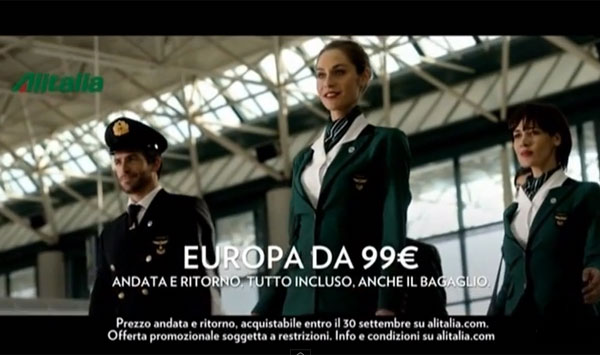 Alitalia
EUROPA DA 99€
ANDATA E RITORNO, TUTTO INCLUSO, ANCHE IL BAGAGLIO.
Prezzo andata e ritorno, acquistabile entro il 30 settembre su alitalia.com.
Offerta promozionale soggetta a restrizioni. Info e condizioni su alitalia.com